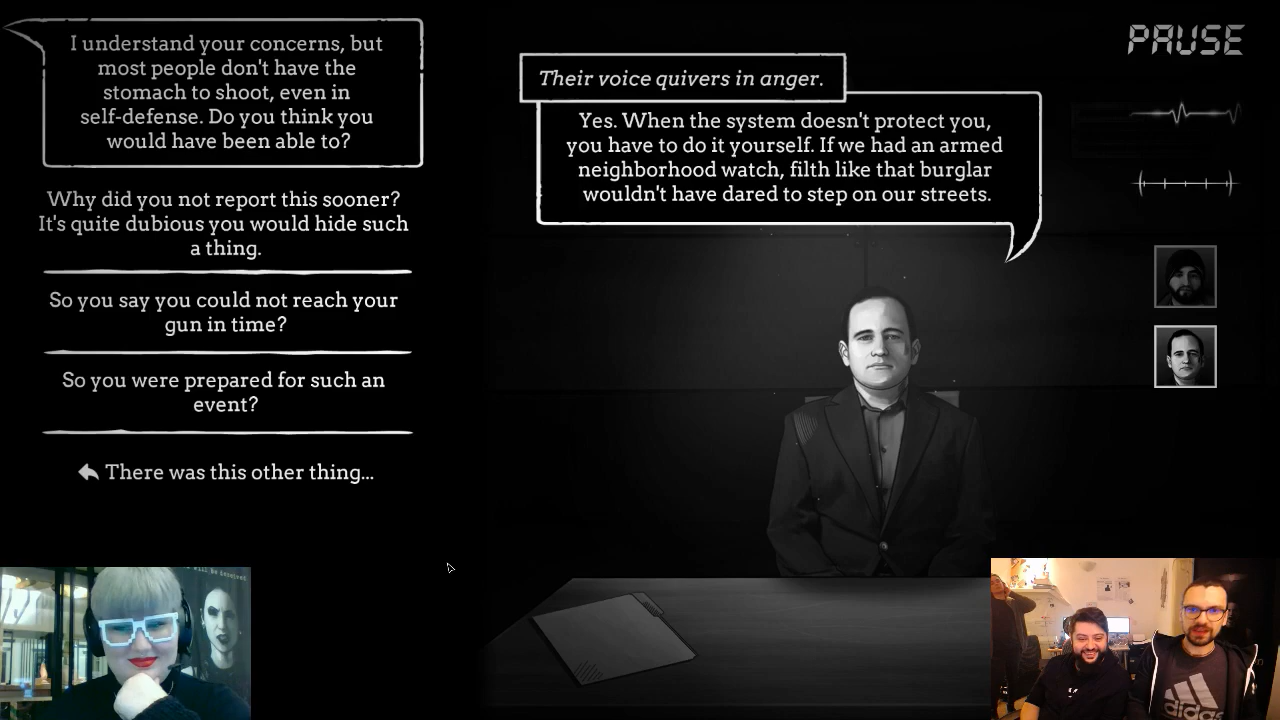 I understand your concerns, but
most people don't have the
stomach to shoot, even in
self-defense. Do you think you
would have been able to?
Why did you not report this sooner?
It's quite dubious you would hide such
a thing.
So you say you could not reach your
gun in time?
So you were prepared for such an
event?
There was this other thing...
Their voice quivers in anger.
Yes. When the system doesn't protect you,
you have to do it yourself. If we had an armed
neighborhood watch, filth like that burglar
wouldn't have dared to step on our streets.
PAUSE